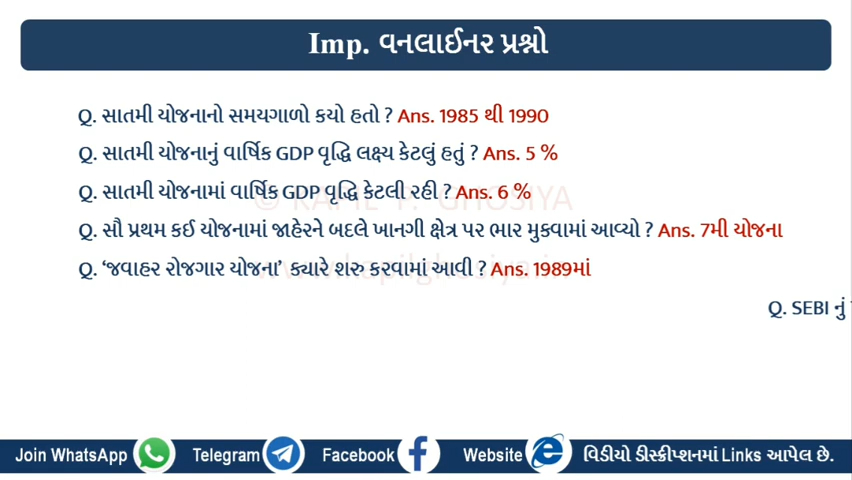 Imp. વનલાઈનર પ્રશ્નો
Q. સાતમી યોજનાનો સમયગાળો કયો હતો ? Ans. 1985 થી 1990
Q. સાતમી યોજનાનું વાર્ષિક GDP વૃદ્ધિ લક્ષ્ય કેટલું હતું ? Ans. 5 %
Q. સાતમી યોજનામાં વાર્ષિક GDP વૃદ્ધિ કેટલી રહી ? Ans. 6 %
© KAPIL P. GHOSIYA
Q. સૌ પ્રથમ કઈ યોજનામાં જાહેરને બદલે ખાનગી ક્ષેત્ર પર ભાર મુકવામાં આવ્યો ? Ans. 7મી યોજના
Q. ‘જવાહર રોજગાર યોજના’ ક્યારે શરુ કરવામાં આવી ? Ans. 1989માં
Q. SEBI નું
Join WhatsApp Telegram Facebook Website વિડીયો ડીસ્ક્રીપ્શનમાં Links આપેલ છે.